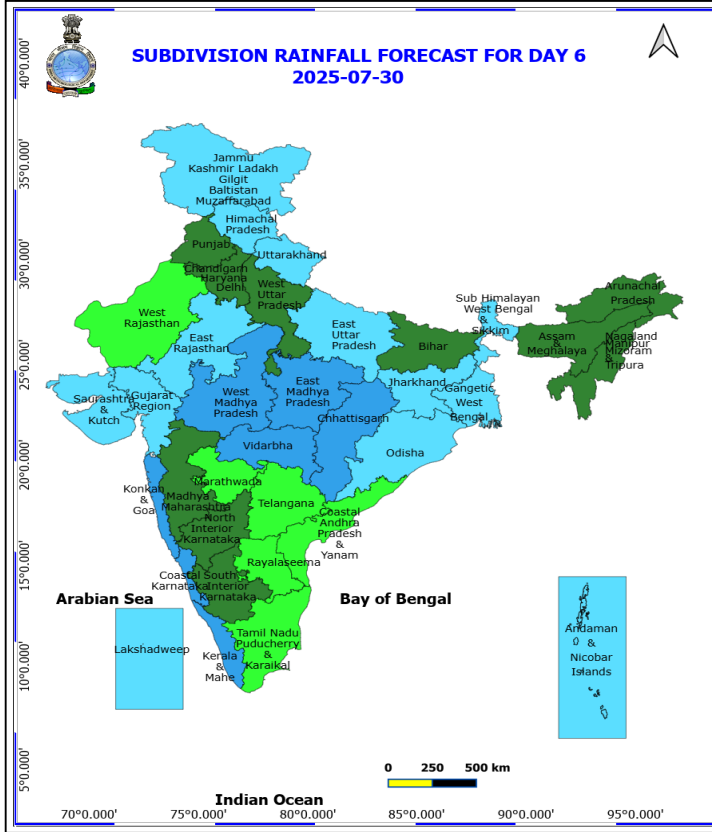 SUBDIVISION RAINFALL FORECAST FOR DAY 6
2025-07-30
40°0.000'
35°0.000'
30°0.000'
25°0.000'
20°0.000'
15°0.000'
10°0.000'
5°0.000'
Jammu
Kashmir Ladakh
Gilgit
Baltistan
Muzaffarabad
Himachal
Pradesh
Punjab
Uttarakhand
Chandigarh
Haryana
Delhi
West
Uttar
Pradesh
West
Rajasthan
East
Rajasthan
East
Uttar
Pradesh
Bihar
Sub Himalayan
West Bengal
&
Sikkim
Arunachal
Pradesh
Assam
&
Meghalaya
Nagaland
Manipur
Mizoram
&
Tripura
Saurashtra
&
Kutch
Gujarat
Region
West
Madhya
Pradesh
East
Madhya
Pradesh
Jharkhand
Gangetic
West
Bengal
Chhattisgarh
Vidarbha
Odisha
Konkan
&
Goa
Madhya
Maharashtra
Marathwada
Telangana
North
Interior
Karnataka
Coastal
Andhra
Pradesh
&
Yanam
Rayalaseema
Coastal
Karnataka
South
Interior
Karnataka
Tamil Nadu
Puducherry
&
Karaikal
Kerala
&
Mahe
Lakshadweep
Andaman
&
Nicobar
Islands
Arabian Sea
Bay of Bengal
Indian Ocean
0 250 500 km
70°0.000' 75°0.000' 80°0.000' 85°0.000' 90°0.000' 95°0.000'